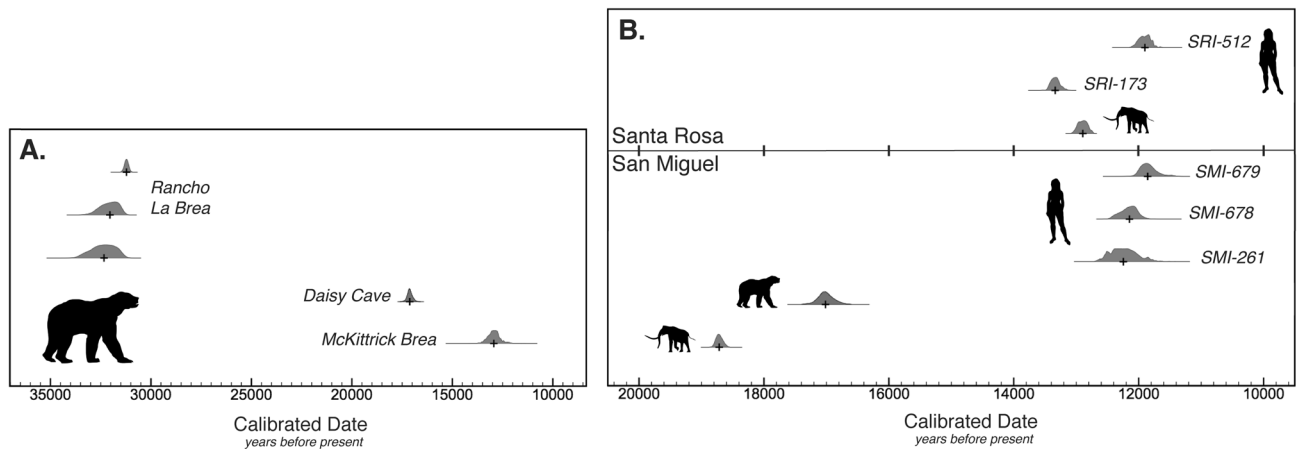 A.
Rancho
La Brea
Daisy Cave
McKittrick Brea
35000 30000 25000 20000 15000 10000
Calibrated Date
years before present
B.
SRI-512
SRI-173
Santa Rosa
San Miguel
SMI-679
SMI-678
SMI-261
20000 18000 16000 14000 12000 10000
Calibrated Date
years before present